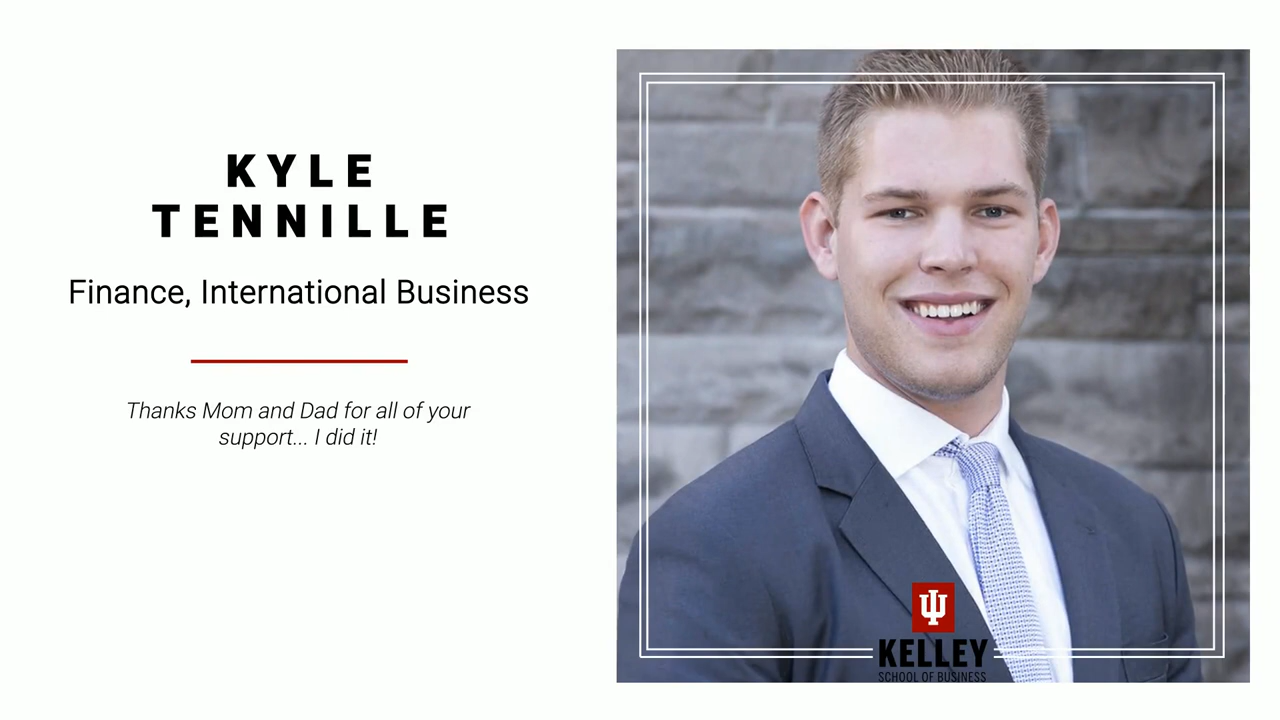 KYLE
TENNILLE
Finance, International Business
Thanks Mom and Dad for all of your
support... I did it!
KELLEY
SCHOOL OF BUSINESS